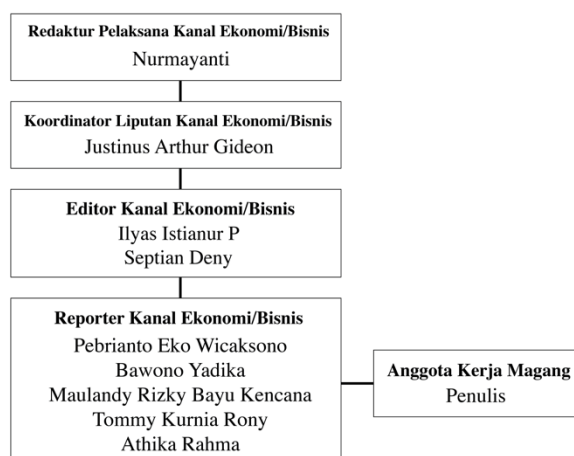 Redaktur Pelaksana Kanal Ekonomi/Bisnis
Nurmayanti
Koordinator Liputan Kanal Ekonomi/Bisnis
Justinus Arthur Gideon
Editor Kanal Ekonomi/Bisnis
Ilyas Istianur P
Septian Deny
Reporter Kanal Ekonomi/Bisnis
Pebrianto Eko Wicaksono
Bawono Yadika
Maulandy Rizky Bayu Kencana
Tommy Kurnia Rony
Athika Rahma
Anggota Kerja Magang
Penulis